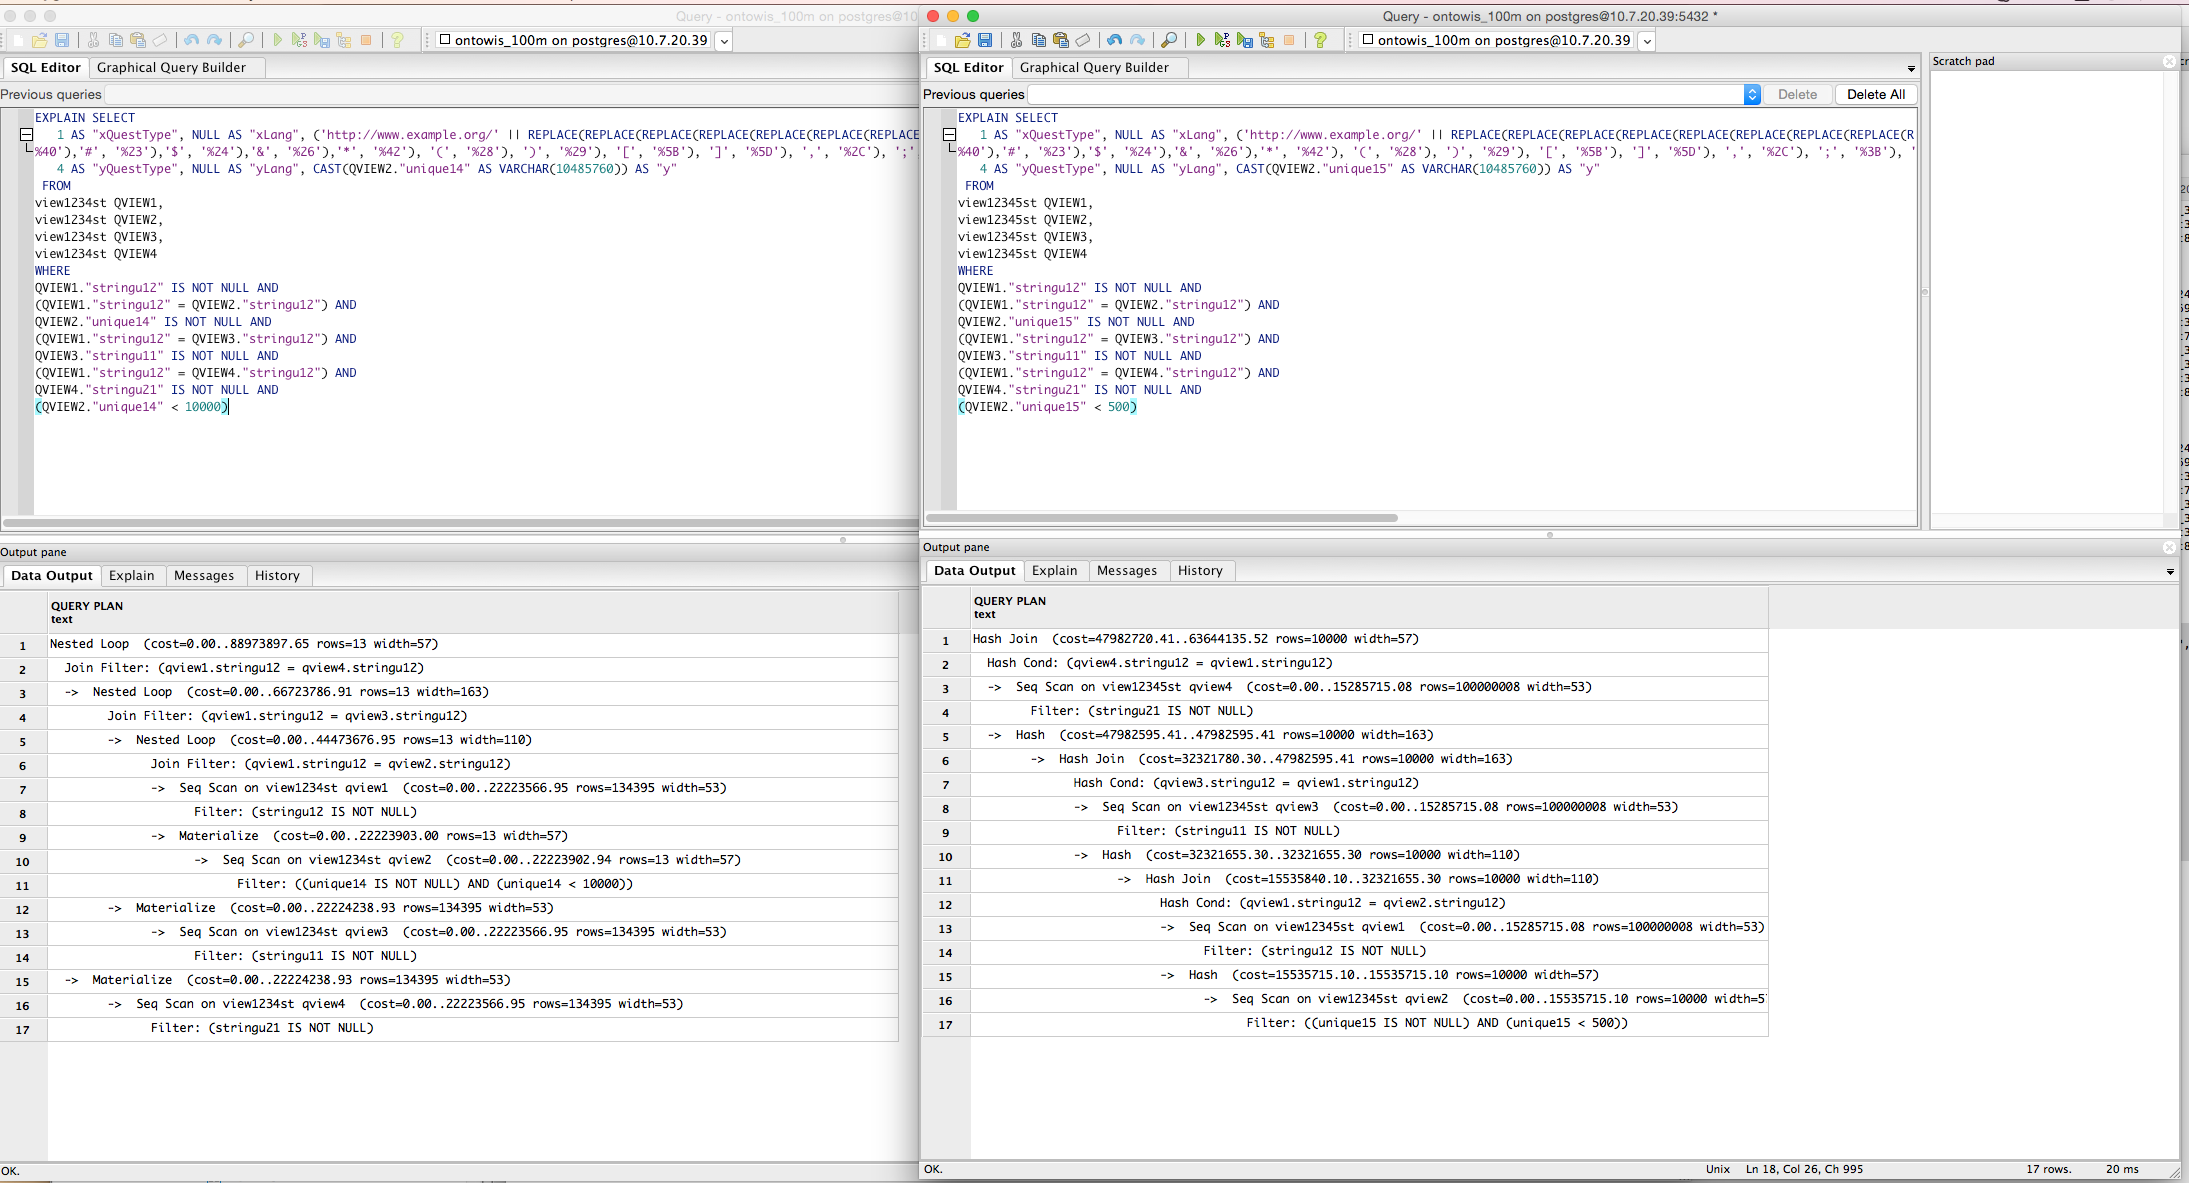 Query - ontowis_100m on postgres@10
ontowis_100m on postgres@10.7.20.39
SQL Editor
Graphical Query Builder
Previous queries
EXPLAIN SELECT
1 AS "xQuestType", NULL AS "xLang", ('http://www.example.org/' || REPLACE(REPLACE(REPLACE(REPLACE(REPLACE(REPLACE(REPLACE
%40'),'#', '%23'),'$', '%24'),'&', '%26'),'*', '%42'), '(', '%28'), ')', '%29'), '[', '%5B'), ']', '%5D'), ',', '%2C'), ';'
4 AS "yQuestType", NULL AS "yLang", CAST(QVIEW2."unique14" AS VARCHAR(10485760)) AS "y"
FROM
view1234st QVIEW1,
view1234st QVIEW2,
view1234st QVIEW3,
view1234st QVIEW4
WHERE
QVIEW1."stringu12" IS NOT NULL AND
(QVIEW1."stringu12" = QVIEW2."stringu12") AND
QVIEW2."unique14" IS NOT NULL AND
(QVIEW1."stringu12" = QVIEW3."stringu12") AND
QVIEW3."stringu11" IS NOT NULL AND
(QVIEW1."stringu12" = QVIEW4."stringu12") AND
QVIEW4."stringu21" IS NOT NULL AND
(QVIEW2."unique14" < 10000)
Output pane
Data Output
Explain
Messages
History
QUERY PLAN
text
1 Nested Loop (cost=0.00..88973897.65 rows=13 width=57)
2 Join Filter: (qview1.stringu12 = qview4.stringu12)
3 -> Nested Loop (cost=0.00..66723786.91 rows=13 width=163)
4 Join Filter: (qview1.stringu12 = qview3.stringu12)
5 -> Nested Loop (cost=0.00..44473676.95 rows=13 width=110)
6 Join Filter: (qview1.stringu12 = qview2.stringu12)
7 -> Seq Scan on view1234st qview1 (cost=0.00..22223566.95 rows=134395 width=53)
8 Filter: (stringu12 IS NOT NULL)
9 -> Materialize (cost=0.00..22223903.00 rows=13 width=57)
10 -> Seq Scan on view1234st qview2 (cost=0.00..22223902.94 rows=13 width=57)
11 Filter: ((unique14 IS NOT NULL) AND (unique14 < 10000))
12 -> Materialize (cost=0.00..22224238.93 rows=134395 width=53)
13 -> Seq Scan on view1234st qview3 (cost=0.00..22223566.95 rows=134395 width=53)
14 Filter: (stringu11 IS NOT NULL)
15 -> Materialize (cost=0.00..22224238.93 rows=134395 width=53)
16 -> Seq Scan on view1234st qview4 (cost=0.00..22223566.95 rows=134395 width=53)
17 Filter: (stringu21 IS NOT NULL)
OK.
Query - ontowis_100m on postgres@10.7.20.39:5432 *
ontowis_100m on postgres@10.7.20.39
SQL Editor
Graphical Query Builder
Previous queries
Delete
Delete All
Scratch pad
EXPLAIN SELECT
1 AS "xQuestType", NULL AS "xLang", ('http://www.example.org/' || REPLACE(REPLACE(REPLACE(REPLACE(REPLACE(REPLACE(REPLACE(REPLACE(R
%40'),'#', '%23'),'$', '%24'),'&', '%26'),'*', '%42'), '(', '%28'), ')', '%29'), '[', '%5B'), ']', '%5D'), ',', '%2C'), ';', '%3B'), '
4 AS "yQuestType", NULL AS "yLang", CAST(QVIEW2."unique15" AS VARCHAR(10485760)) AS "y"
FROM
view12345st QVIEW1,
view12345st QVIEW2,
view12345st QVIEW3,
view12345st QVIEW4
WHERE
QVIEW1."stringu12" IS NOT NULL AND
(QVIEW1."stringu12" = QVIEW2."stringu12") AND
QVIEW2."unique15" IS NOT NULL AND
(QVIEW1."stringu12" = QVIEW3."stringu12") AND
QVIEW3."stringu11" IS NOT NULL AND
(QVIEW1."stringu12" = QVIEW4."stringu12") AND
QVIEW4."stringu21" IS NOT NULL AND
(QVIEW2."unique15" < 500)
Output pane
Data Output
Explain
Messages
History
QUERY PLAN
text
1 Hash Join (cost=47982720.41..63644135.52 rows=10000 width=57)
2 Hash Cond: (qview4.stringu12 = qview1.stringu12)
3 -> Seq Scan on view12345st qview4 (cost=0.00..15285715.08 rows=100000008 width=53)
4 Filter: (stringu21 IS NOT NULL)
5 -> Hash (cost=47982595.41..47982595.41 rows=10000 width=163)
6 -> Hash Join (cost=32321780.30..47982595.41 rows=10000 width=163)
7 Hash Cond: (qview3.stringu12 = qview1.stringu12)
8 -> Seq Scan on view12345st qview3 (cost=0.00..15285715.08 rows=100000008 width=53)
9 Filter: (stringu11 IS NOT NULL)
10 -> Hash (cost=32321655.30..32321655.30 rows=10000 width=110)
11 -> Hash Join (cost=15535840.10..32321655.30 rows=10000 width=110)
12 Hash Cond: (qview1.stringu12 = qview2.stringu12)
13 -> Seq Scan on view12345st qview1 (cost=0.00..15285715.08 rows=100000008 width=53)
14 Filter: (stringu12 IS NOT NULL)
15 -> Hash (cost=15535715.10..15535715.10 rows=10000 width=57)
16 -> Seq Scan on view12345st qview2 (cost=0.00..15535715.10 rows=10000 width=5
17 Filter: ((unique15 IS NOT NULL) AND (unique15 < 500))
OK.
Unix
Ln 18, Col 26, Ch 995
17 rows.
20 ms